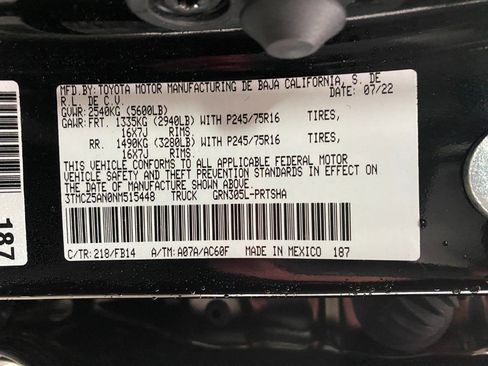 MFD.BY: TOYOTA MOTOR MANUFACTURING DE BAJA CALIFORNIA, S. DE
R.L. DE C.V. DATE: 07/22
GVWR: 2540KG (5600LB)
GAWR: FRT. 1335KG (2940LB) WITH P245/75R16 TIRES,
16X7J RIMS.
RR. 1490KG (3280LB) WITH P245/75R16 TIRES,
16X7J RIMS.
THIS VEHICLE CONFORMS TO ALL APPLICABLE FEDERAL MOTOR
VEHICLE SAFETY AND THEFT PREVENTION STANDARDS IN EFFECT ON
THE DATE OF MANUFACTURE SHOWN ABOVE.
3TMCZ5AN0NM515448 TRUCK GRN305L-PRTSHA
C/TR: 218/FB14 A/TM: A07A/AC60F MADE IN MEXICO 187
187